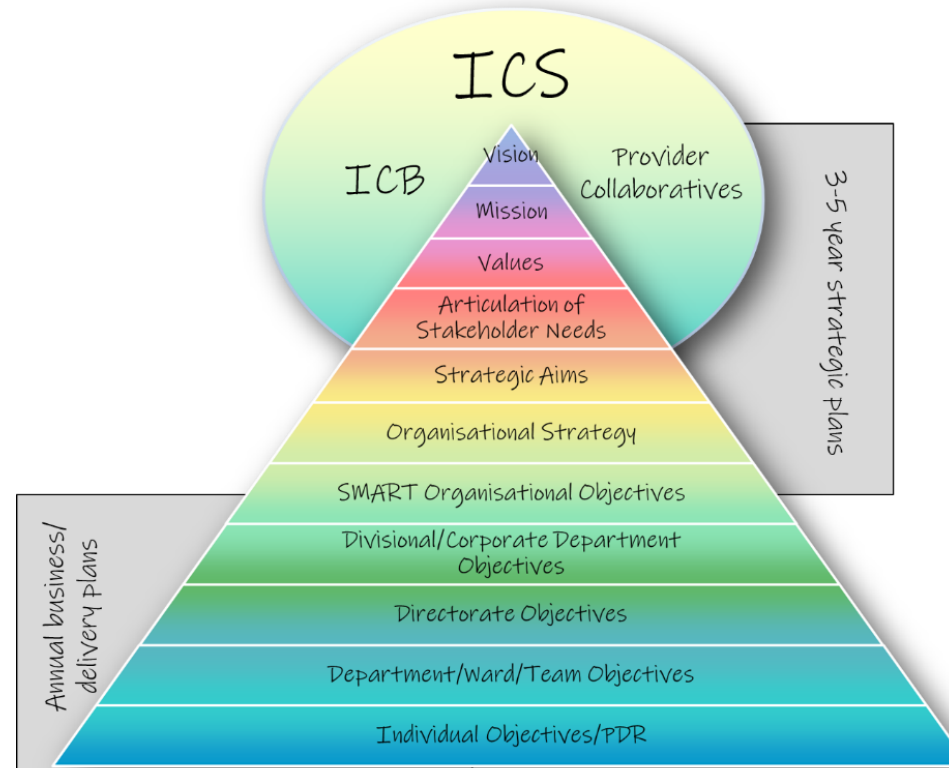 ICS
ICB
Provider
Collaboratives
Vision
Mission
Values
Articulation of
Stakeholder Needs
Strategic Aims
Organisational Strategy
SMART Organisational Objectives
Divisional/Corporate Department
Objectives
Directorate Objectives
Department/Ward/Team Objectives
Individual Objectives/PDR
3-5 year strategic plans
Annual business/
delivery plans